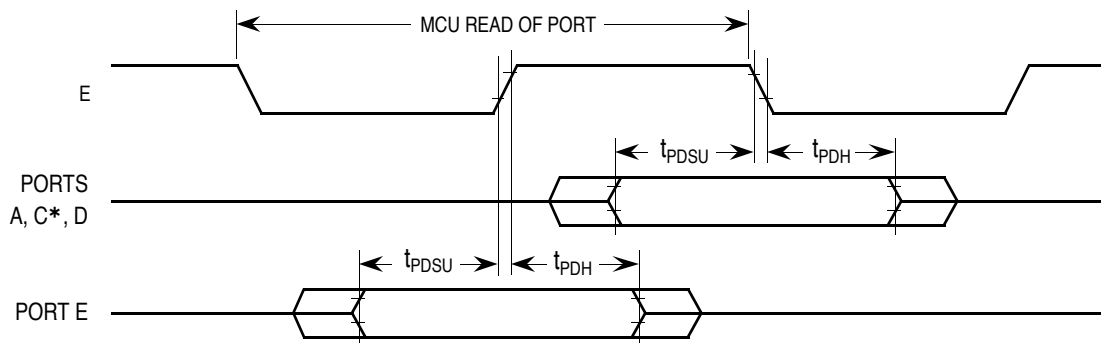 MCU READ OF PORT
E
tPDSU
tPDH
PORTS
A, C*, D
tPDSU
tPDH
PORT E